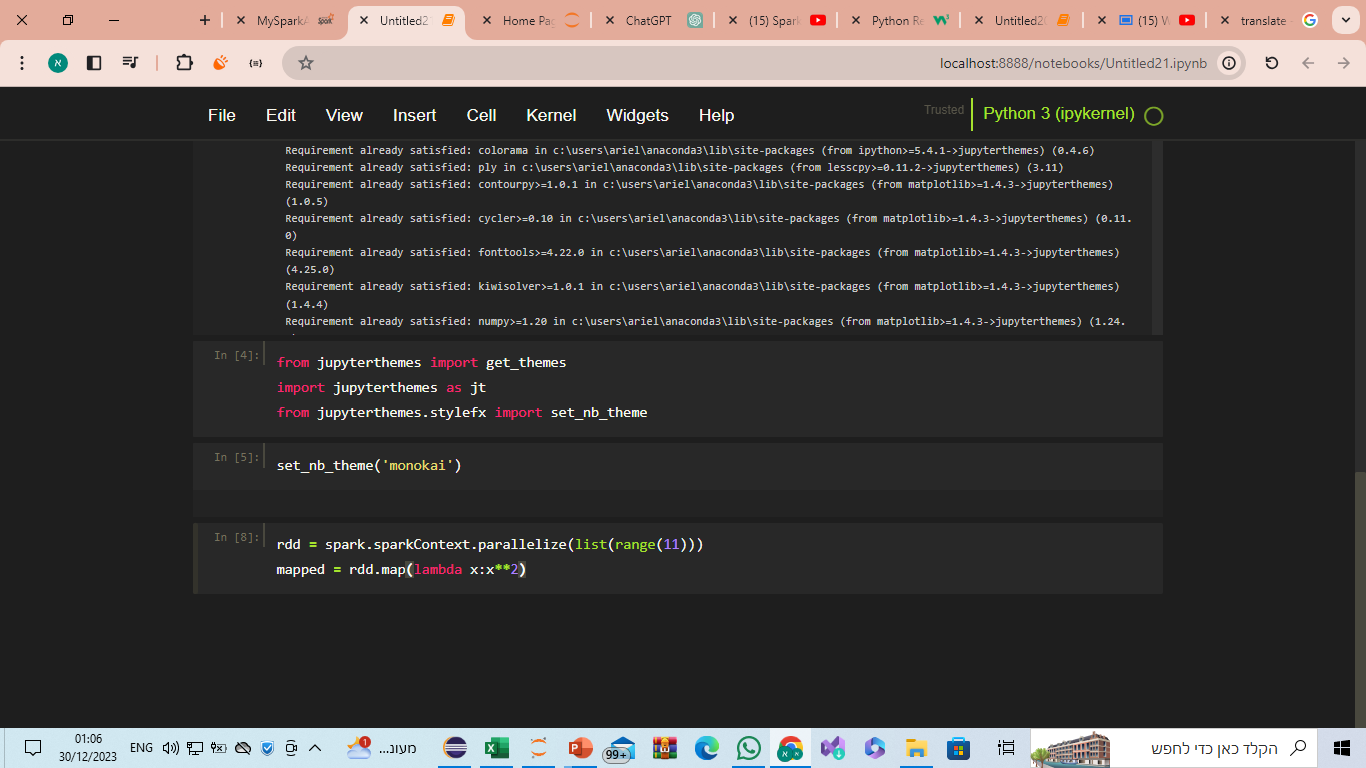 MySparkA
Untitled2
Home Pag
ChatGPT
(15) Spark
Python Re
Untitled2
(15) W
translate -
localhost:8888/notebooks/Untitled21.ipynb
File Edit View Insert Cell Kernel Widgets Help
Trusted
Python 3 (ipykernel)
Requirement already satisfied: colorama in c:\users\ariel\anaconda3\lib\site-packages (from ipython>=5.4.1->jupyterthemes) (0.4.6)
Requirement already satisfied: ply in c:\users\ariel\anaconda3\lib\site-packages (from lesscpy>=0.11.2->jupyterthemes) (3.11)
Requirement already satisfied: contourpy>=1.0.1 in c:\users\ariel\anaconda3\lib\site-packages (from matplotlib>=1.4.3->jupyterthemes)
(1.0.5)
Requirement already satisfied: cycler>=0.10 in c:\users\ariel\anaconda3\lib\site-packages (from matplotlib>=1.4.3->jupyterthemes) (0.11.
0)
Requirement already satisfied: fonttools>=4.22.0 in c:\users\ariel\anaconda3\lib\site-packages (from matplotlib>=1.4.3->jupyterthemes)
(4.25.0)
Requirement already satisfied: kiwisolver>=1.0.1 in c:\users\ariel\anaconda3\lib\site-packages (from matplotlib>=1.4.3->jupyterthemes)
(1.4.4)
Requirement already satisfied: numpy>=1.20 in c:\users\ariel\anaconda3\lib\site-packages (from matplotlib>=1.4.3->jupyterthemes) (1.24.
In [4]:
from jupyterthemes import get_themes
import jupyterthemes as jt
from jupyterthemes.stylefx import set_nb_theme
In [5]:
set_nb_theme('monokai')
In [8]:
rdd = spark.sparkContext.parallelize(list(range(11)))
mapped = rdd.map(lambda x:x**2)
01:06
30/12/2023
ENG
מעונ...
99+
הקלד כאן כדי לחפש